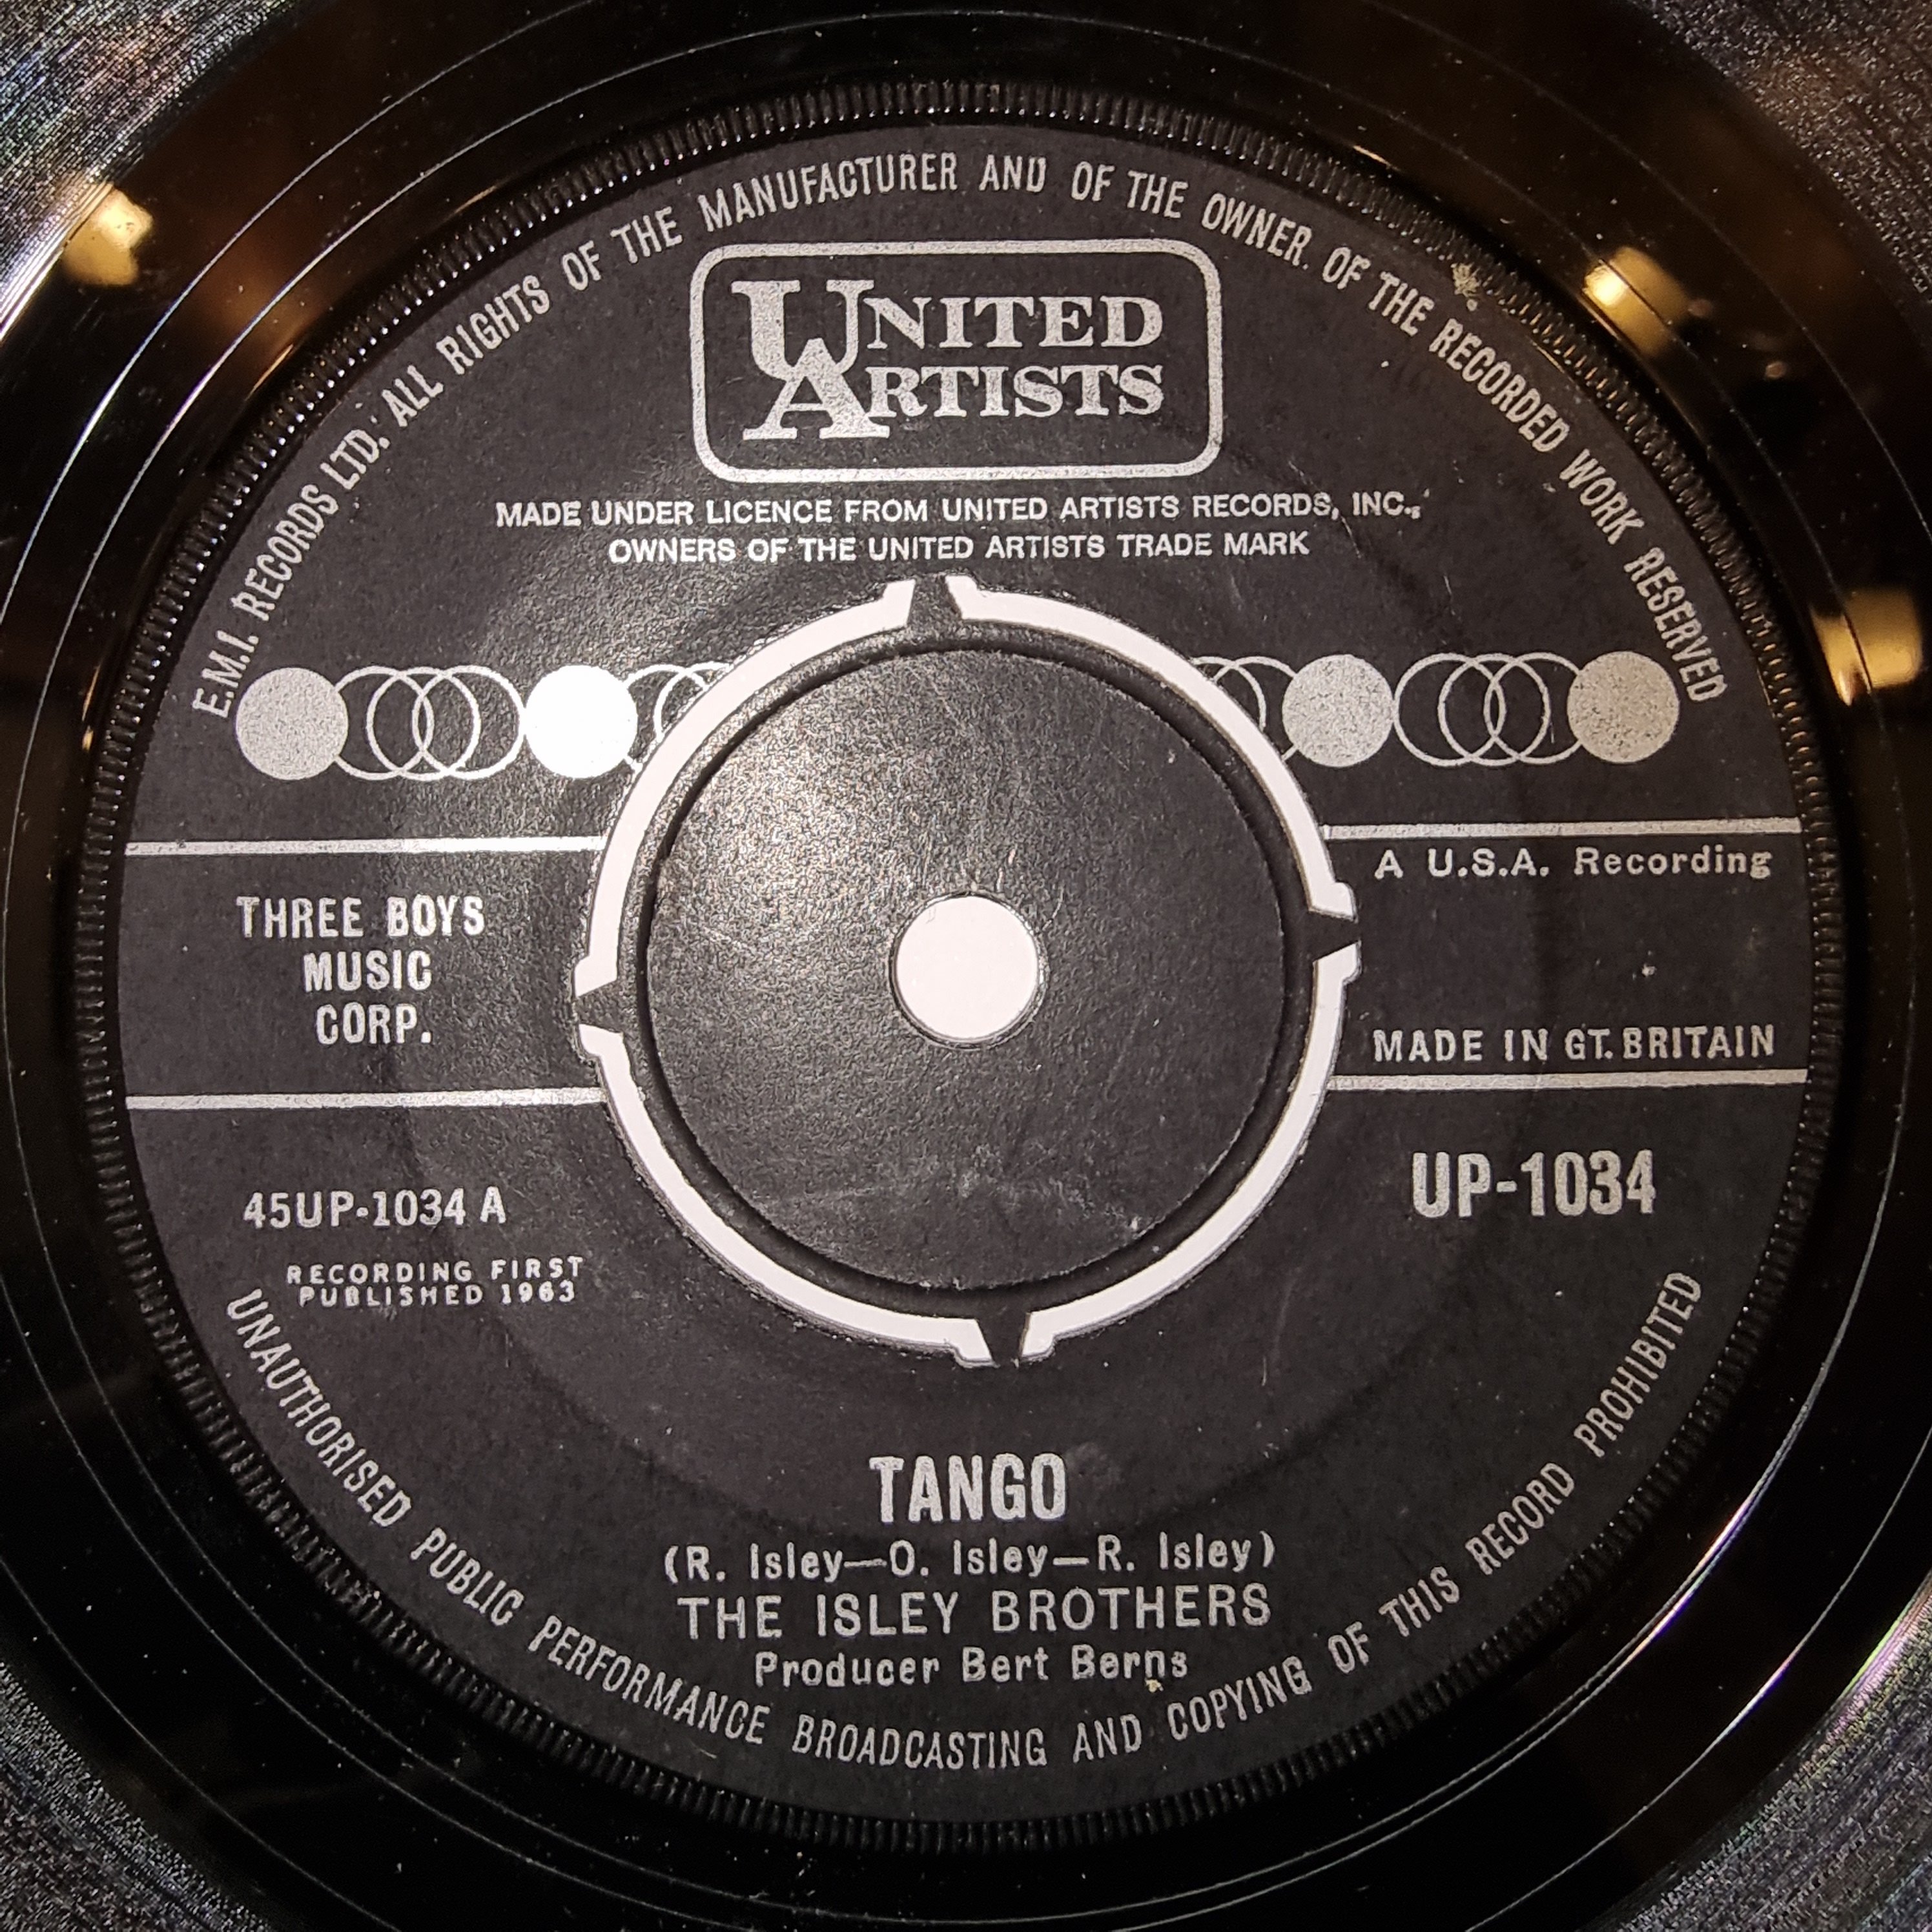 E.M.I. RECORDS LTD. ALL RIGHTS OF THE MANUFACTURER AND OF THE OWNER OF THE RECORDED WORK RESERVED
UNITED
ARTISTS
MADE UNDER LICENCE FROM UNITED ARTISTS RECORDS, INC.,
OWNERS OF THE UNITED ARTISTS TRADE MARK
A U.S.A. Recording
THREE BOYS
MUSIC
CORP.
MADE IN GT. BRITAIN
45UP-1034 A
UP-1034
RECORDING FIRST
PUBLISHED 1963
TANGO
(R. Isley—O. Isley—R. Isley)
THE ISLEY BROTHERS
Producer Bert Berns
UNAUTHORISED PUBLIC PERFORMANCE BROADCASTING AND COPYING OF THIS RECORD PROHIBITED